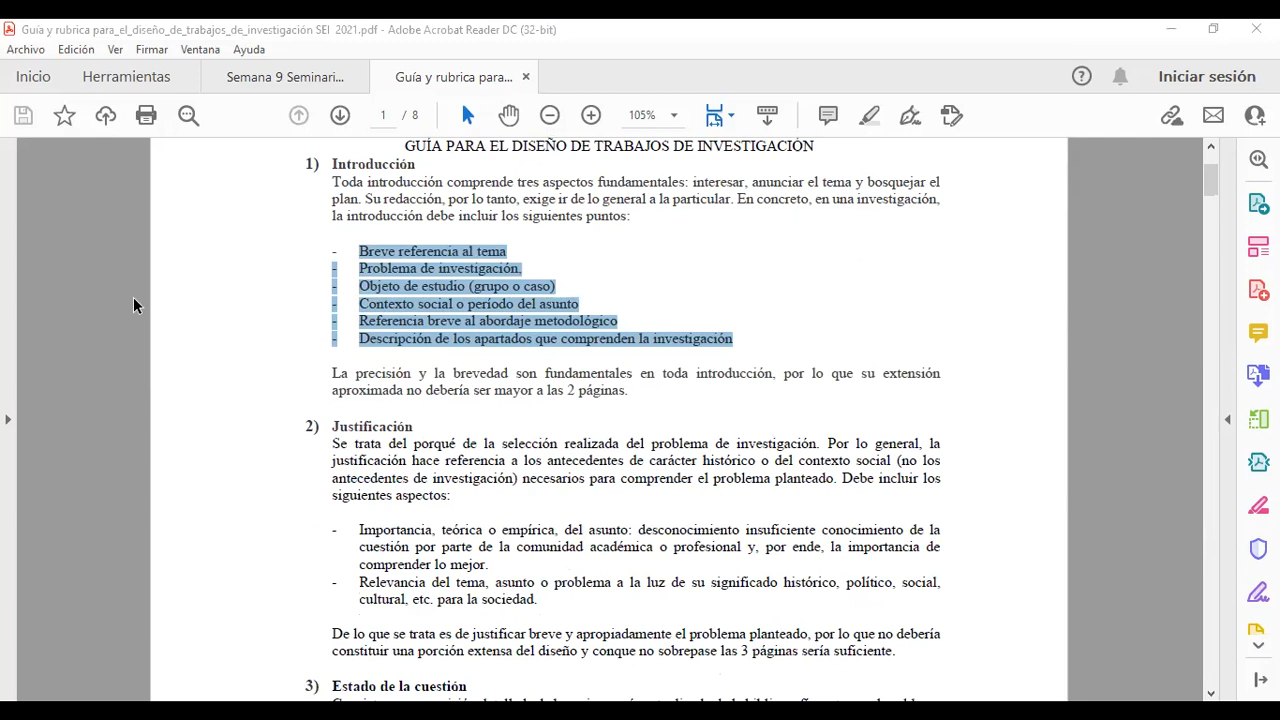 Guía y rubrica para_el_diseño_de_trabajos_de_investigación SEI 2021.pdf - Adobe Acrobat Reader DC (32-bit)
Archivo Edición Ver Firmar Ventana Ayuda
Inicio Herramientas Semana 9 Seminari... Guía y rubrica para... × Iniciar sesión
1 / 8 105%
GUÍA PARA EL DISEÑO DE TRABAJOS DE INVESTIGACIÓN
1) Introducción
Toda introducción comprende tres aspectos fundamentales: interesar, anunciar el tema y bosquejar el
plan. Su redacción, por lo tanto, exige ir de lo general a la particular. En concreto, en una investigación,
la introducción debe incluir los siguientes puntos:
- Breve referencia al tema
- Problema de investigación,
- Objeto de estudio (grupo o caso)
- Contexto social o período del asunto
- Referencia breve al abordaje metodológico
- Descripción de los apartados que comprenden la investigación
La precisión y la brevedad son fundamentales en toda introducción, por lo que su extensión
aproximada no debería ser mayor a las 2 páginas.
2) Justificación
Se trata del porqué de la selección realizada del problema de investigación. Por lo general, la
justificación hace referencia a los antecedentes de carácter histórico o del contexto social (no los
antecedentes de investigación) necesarios para comprender el problema planteado. Debe incluir los
siguientes aspectos:
- Importancia, teórica o empírica, del asunto: desconocimiento insuficiente conocimiento de la
cuestión por parte de la comunidad académica o profesional y, por ende, la importancia de
comprender lo mejor.
- Relevancia del tema, asunto o problema a la luz de su significado histórico, político, social,
cultural, etc. para la sociedad.
De lo que se trata es de justificar breve y apropiadamente el problema planteado, por lo que no debería
constituir una porción extensa del diseño y conque no sobrepase las 3 páginas sería suficiente.
3) Estado de la cuestión